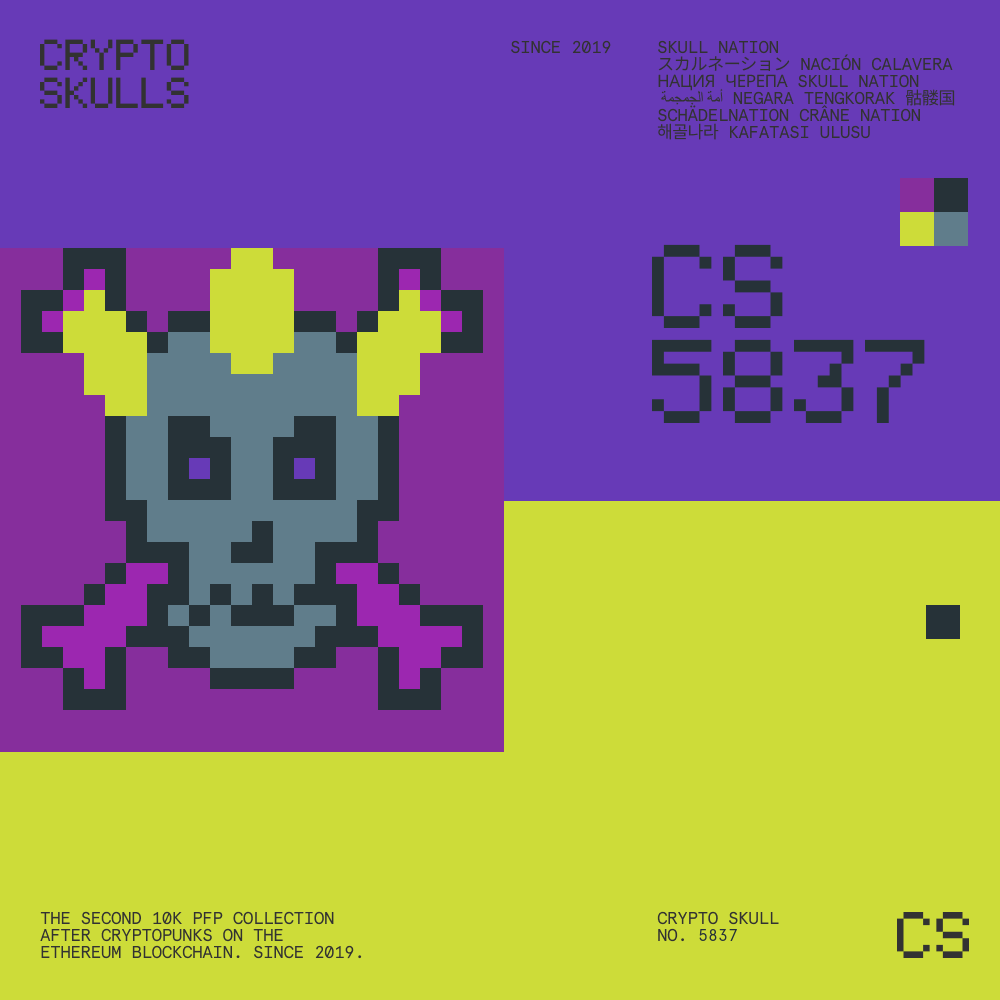 CRYPTO
SKULLS
SINCE 2019
SKULL NATION
スカルネーション NACIÓN CALAVERA
НАЦИЯ ЧЕРЕПА SKULL NATION
أمة الجمجمة NEGARA TENGKORAK 骷髅国
SCHÄDELNATION CRÂNE NATION
해골나라 KAFATASI ULUSU
CS
5837
THE SECOND 10K PFP COLLECTION
AFTER CRYPTOPUNKS ON THE
ETHEREUM BLOCKCHAIN. SINCE 2019.
CRYPTO SKULL
NO. 5837
CS